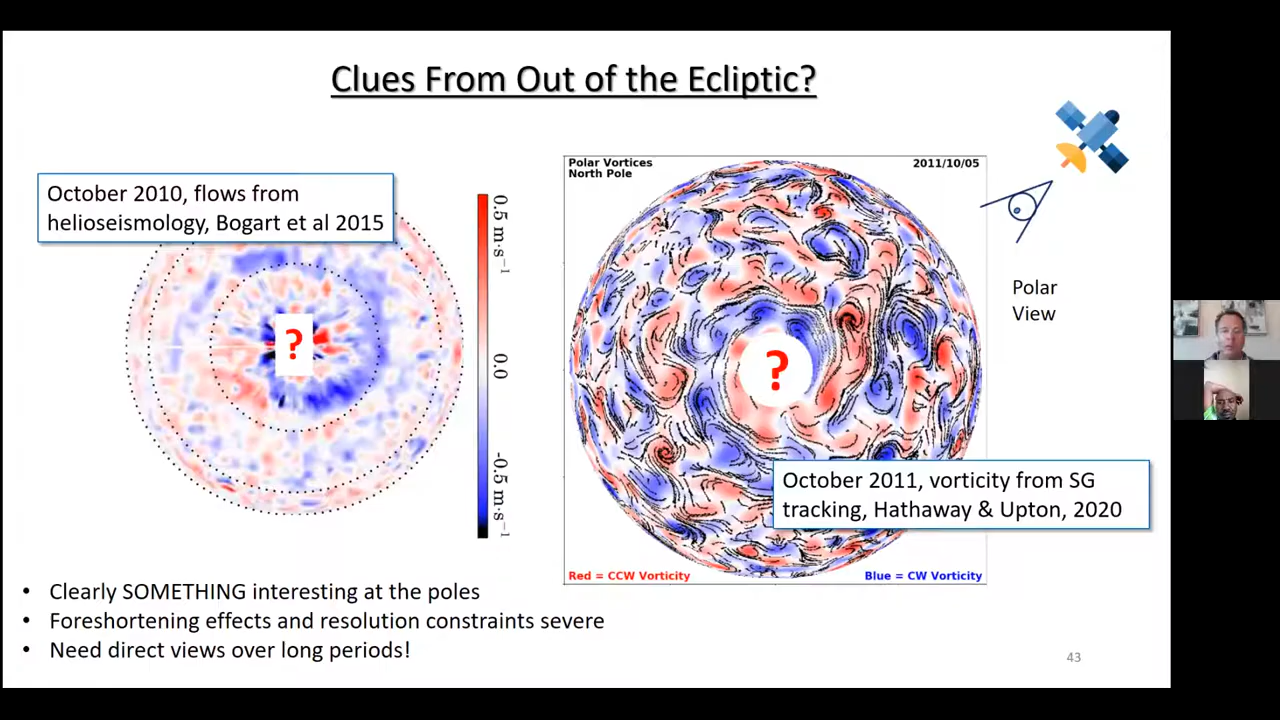 Clues From Out of the Ecliptic?
October 2010, flows from
helioseismology, Bogart et al 2015
0.5 m·s⁻¹
0.0
-0.5 m·s⁻¹
?
Polar Vortices
North Pole
2011/10/05
?
Polar
View
October 2011, vorticity from SG
tracking, Hathaway & Upton, 2020
Red = CCW Vorticity
Blue = CW Vorticity
• Clearly SOMETHING interesting at the poles
• Foreshortening effects and resolution constraints severe
• Need direct views over long periods!
43